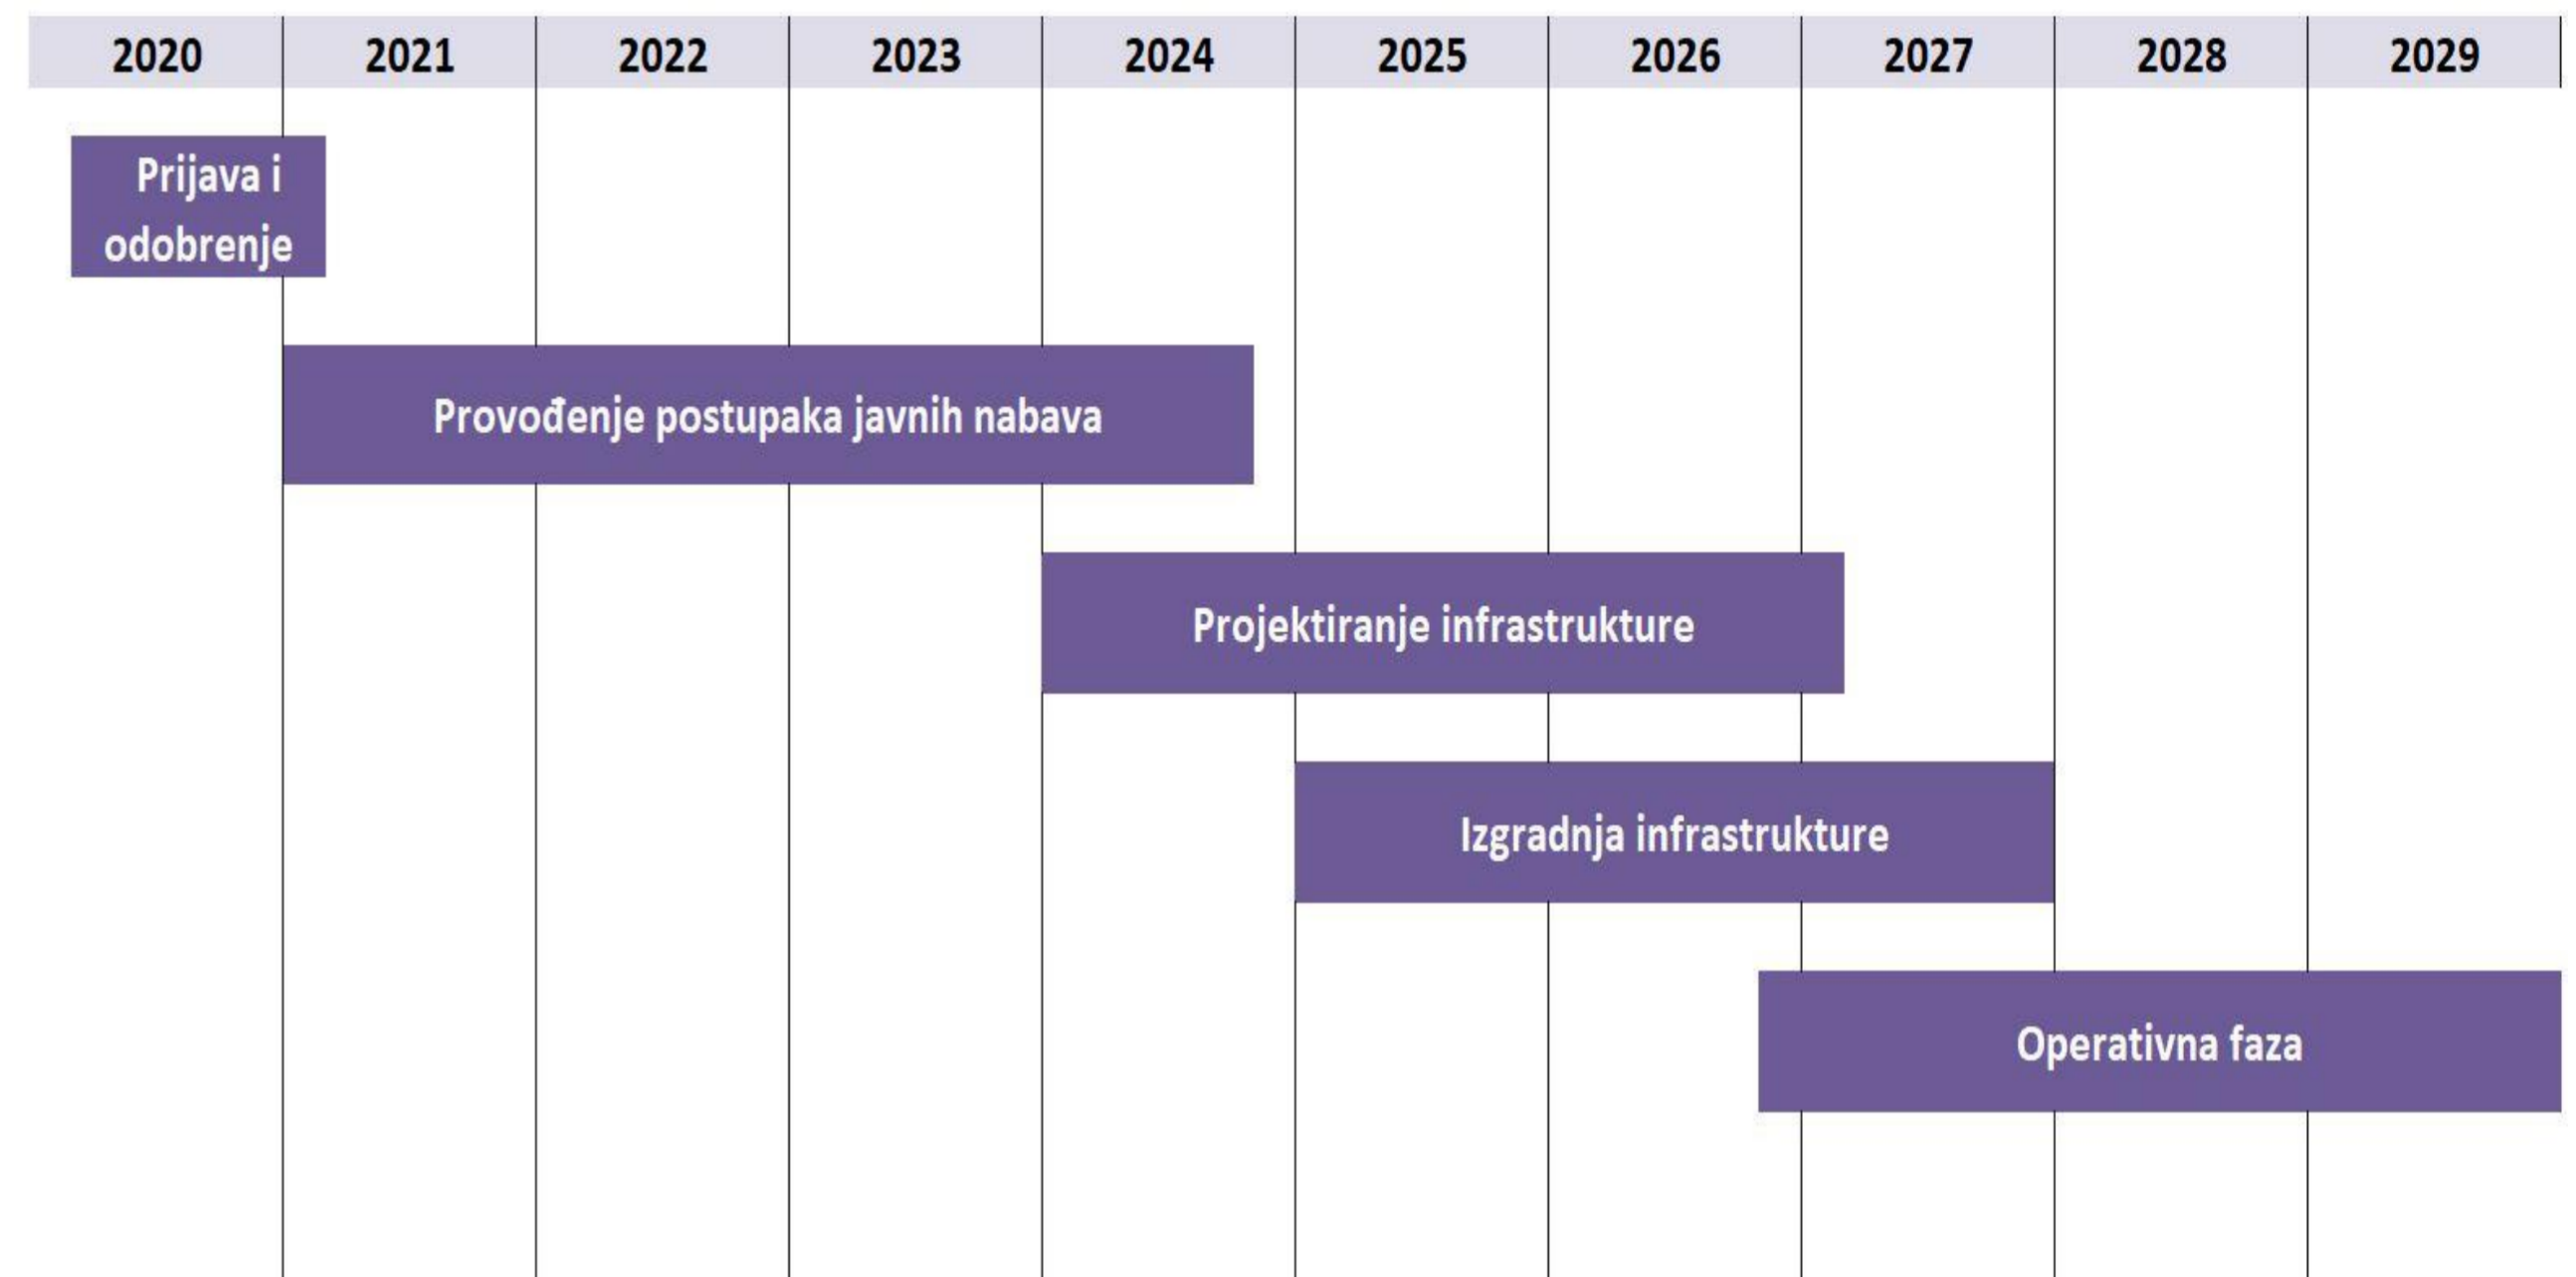 2020 2021 2022 2023 2024 2025 2026 2027 2028 2029
Prijava i
odobrenje
Provođenje postupaka javnih nabava
Projektiranje infrastrukture
Izgradnja infrastrukture
Operativna faza